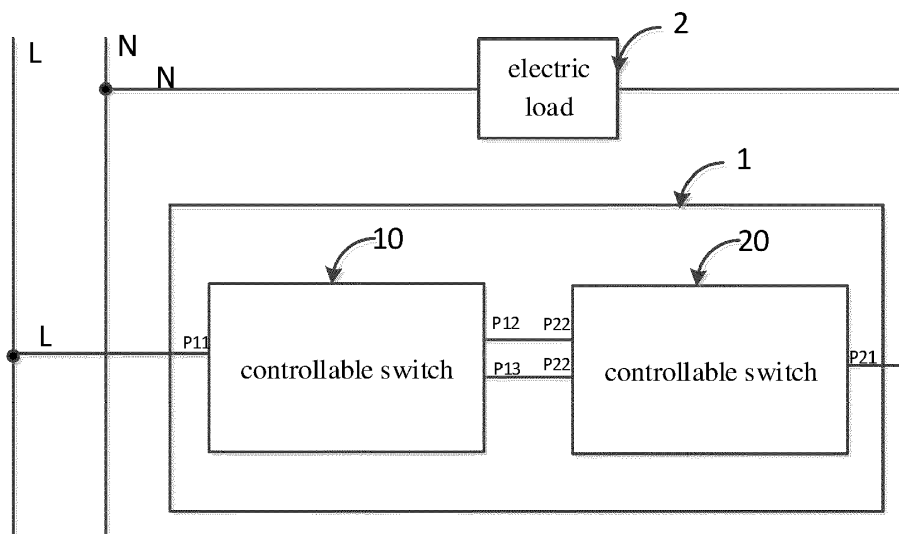 L
N
N
electric
load
2
1
10
20
L
P11
P12
P22
P13
P22
P21
controllable switch
controllable switch